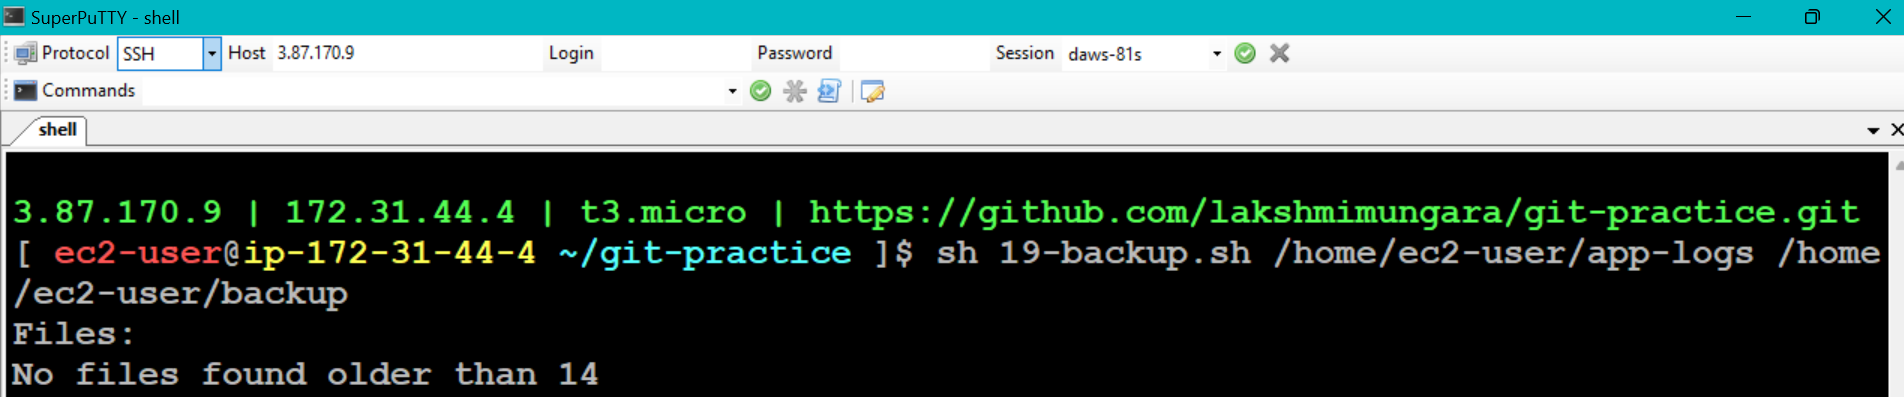 SuperPuTTY - shell
Protocol SSH Host 3.87.170.9 Login Password Session daws-81s
Commands
shell
3.87.170.9 | 172.31.44.4 | t3.micro | https://github.com/lakshmimungara/git-practice.git
[ ec2-user@ip-172-31-44-4 ~/git-practice ]$ sh 19-backup.sh /home/ec2-user/app-logs /home
/ec2-user/backup
Files:
No files found older than 14